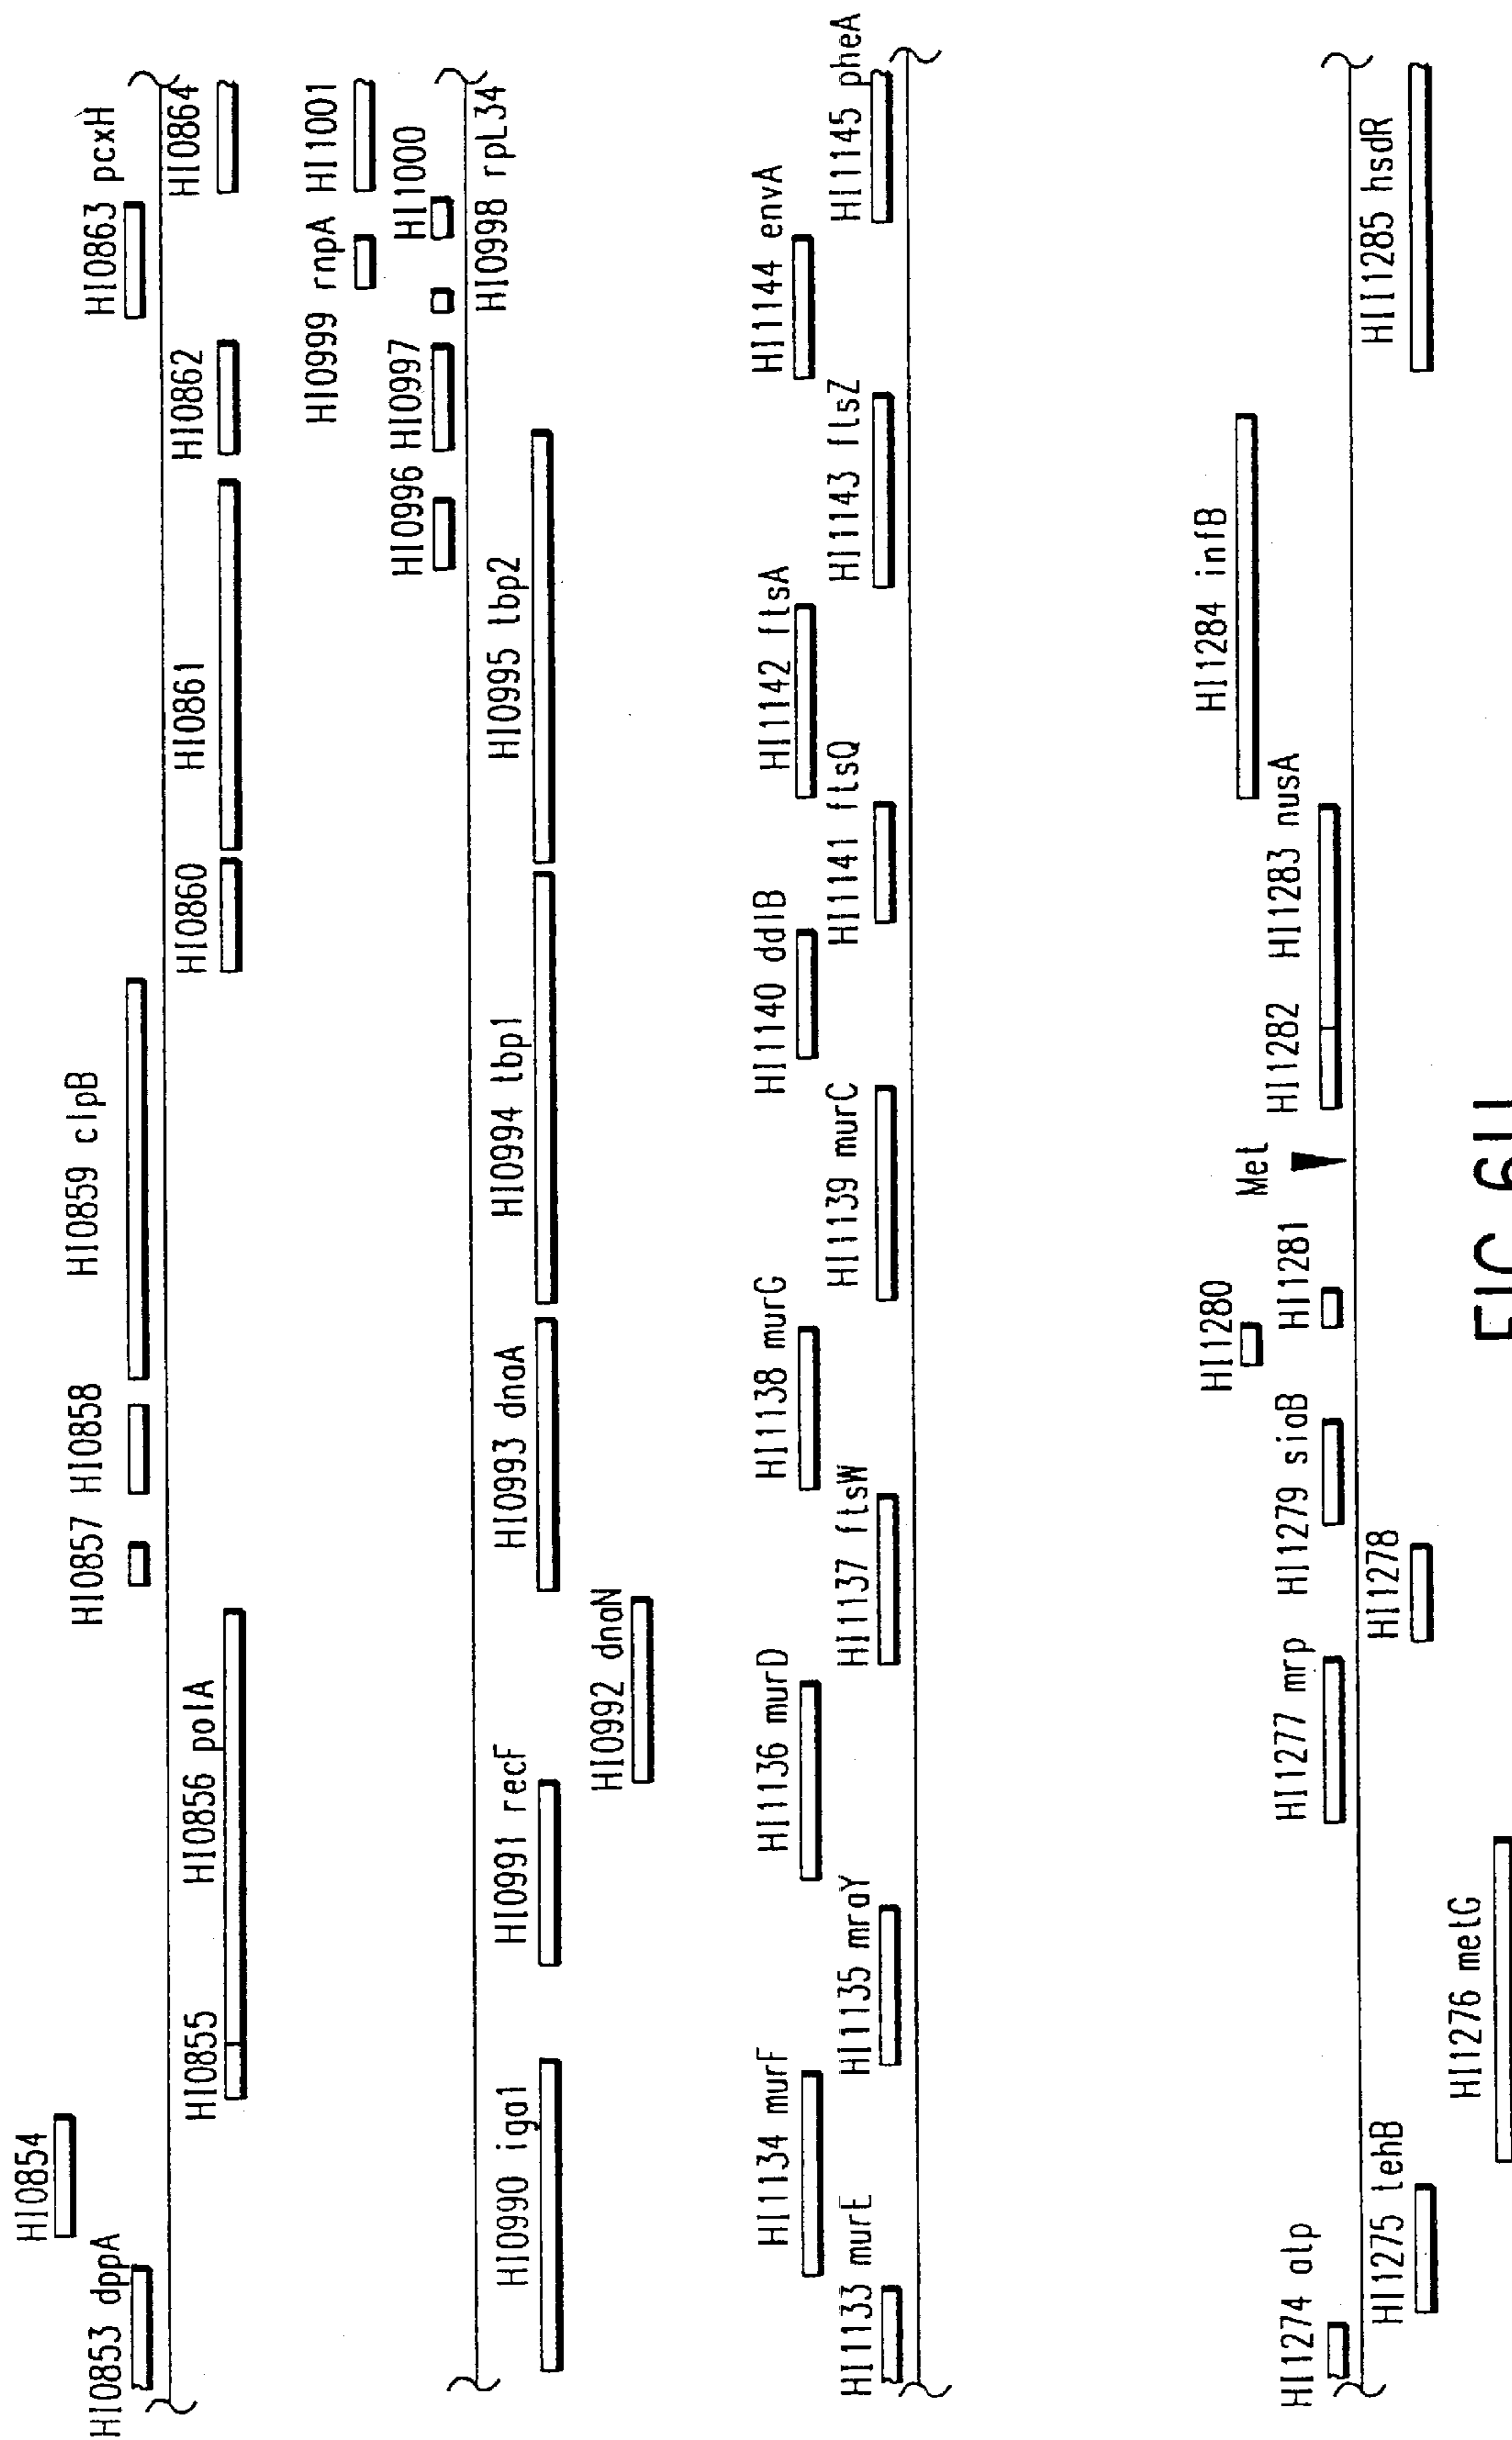 HI0853 dppA
HI0854
HI0855
HI0856 polA
HI0857
HI0858
HI0859 clpB
HI0860
HI0861
HI0862
HI0863 pcxH
HI0864
HI0990 iga1
HI0991 recF
HI0992 dnaN
HI0993 dnaA
HI0994 tbp1
HI0995 tbp2
HI0996
HI0997
HI0998 rpL34
HI0999 rnpA
HI1000
HI1001
HI1133 murE
HI1134 murF
HI1135 mraY
HI1136 murD
HI1137 ftsW
HI1138 murG
HI1139 murC
HI1140 ddlB
HI1141 ftsQ
HI1142 ftsA
HI1143 ftsZ
HI1144 envA
HI1145 pheA
HI1274 atp
HI1275 tehB
HI1276 metG
HI1277 mrp
HI1278
HI1279 siaB
HI1280
HI1281
Met
HI1282
HI1283 nusA
HI1284 infB
HI1285 hsdR